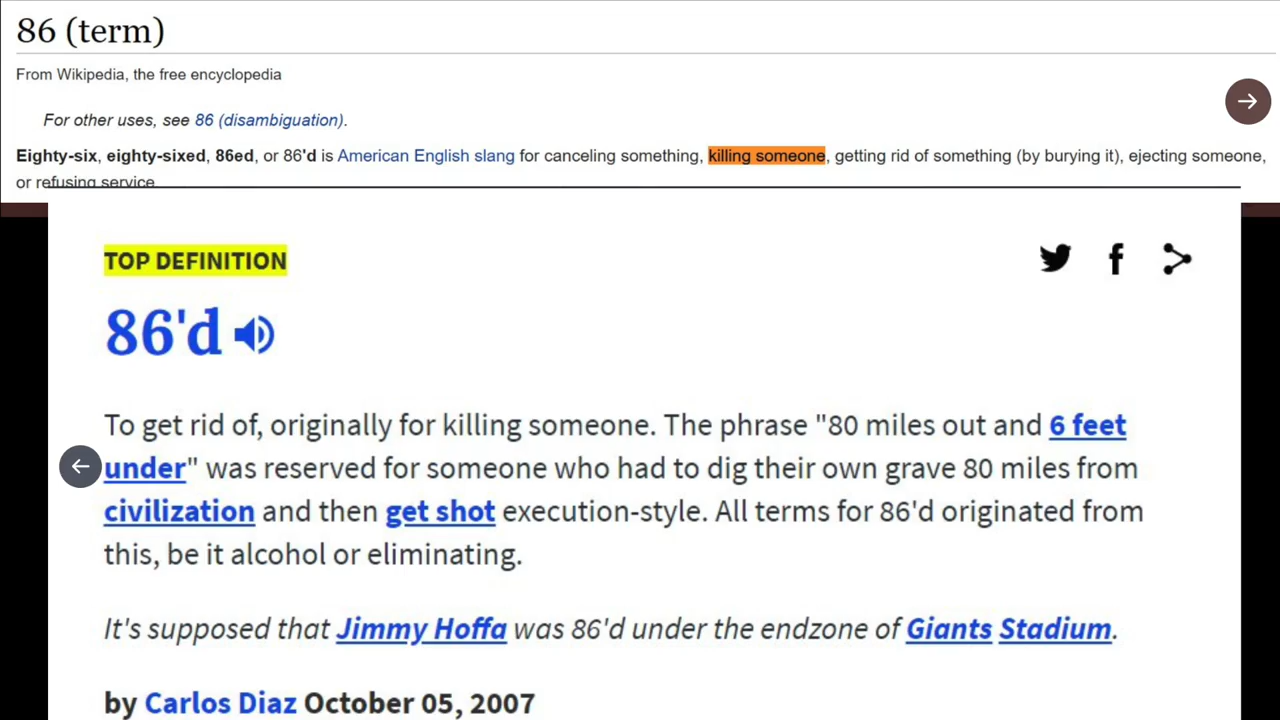 86 (term)
From Wikipedia, the free encyclopedia
For other uses, see 86 (disambiguation).
Eighty-six, eighty-sixed, 86ed, or 86'd is American English slang for canceling something, killing someone, getting rid of something (by burying it), ejecting someone,
or refusing service
TOP DEFINITION
86'd
To get rid of, originally for killing someone. The phrase "80 miles out and 6 feet
under" was reserved for someone who had to dig their own grave 80 miles from
civilization and then get shot execution-style. All terms for 86'd originated from
this, be it alcohol or eliminating.
It's supposed that Jimmy Hoffa was 86'd under the endzone of Giants Stadium.
by Carlos Diaz October 05, 2007